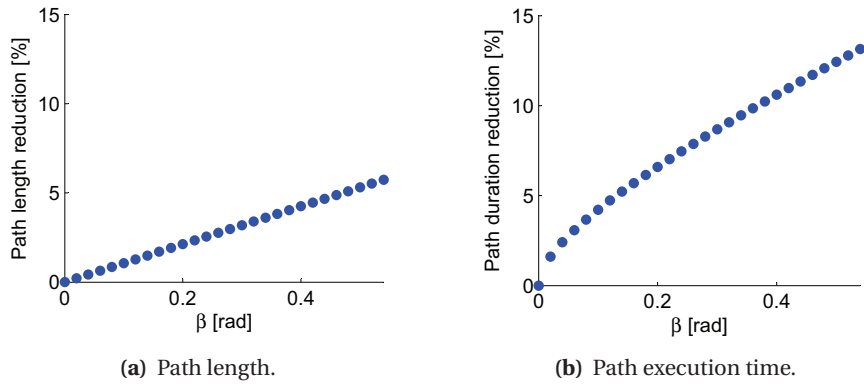 15
10
5
0
Path length reduction [%]
0 0.2 0.4
β [rad]
(a) Path length.
15
10
5
0
Path duration reduction [%]
0 0.2 0.4
β [rad]
(b) Path execution time.